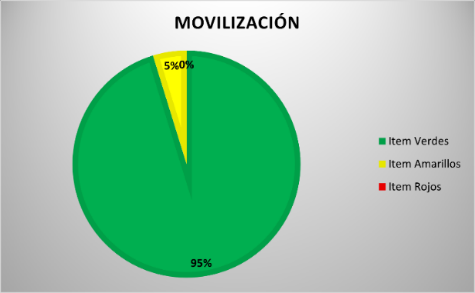 MOVILIZACIÓN
5%
0%
Item Verdes
Item Amarillos
Item Rojos
95%